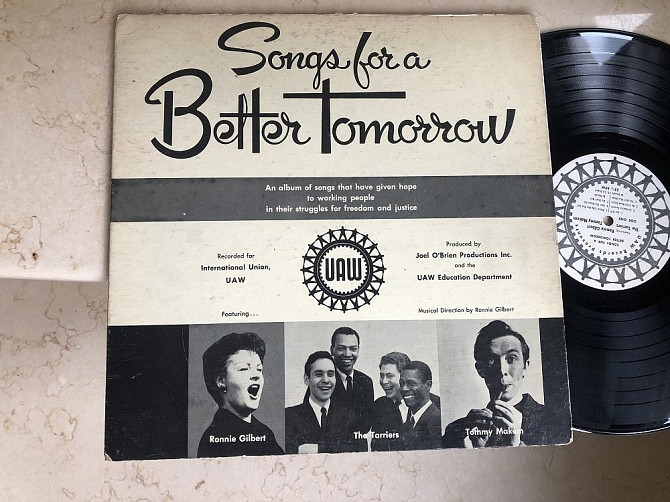 Songs for a
Better Tomorrow
An album of songs that have given hope
to working people
in their struggles for freedom and justice
Recorded for
International Union,
UAW
UAW
Produced by
Joel O'Brien Productions Inc.
and the
UAW Education Department
Featuring...
Musical Direction by Ronnie Gilbert
Ronnie Gilbert
The Tarriers
Tommy Makem